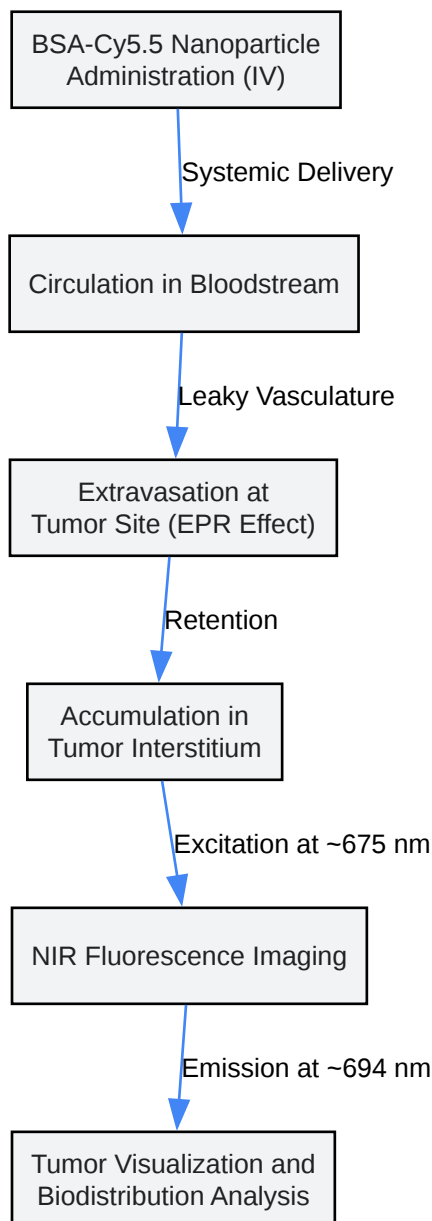 BSA-Cy5.5 Nanoparticle
Administration (IV)
Systemic Delivery
Circulation in Bloodstream
Leaky Vasculature
Extravasation at
Tumor Site (EPR Effect)
Retention
Accumulation in
Tumor Interstitium
Excitation at ~675 nm
NIR Fluorescence Imaging
Emission at ~694 nm
Tumor Visualization and
Biodistribution Analysis